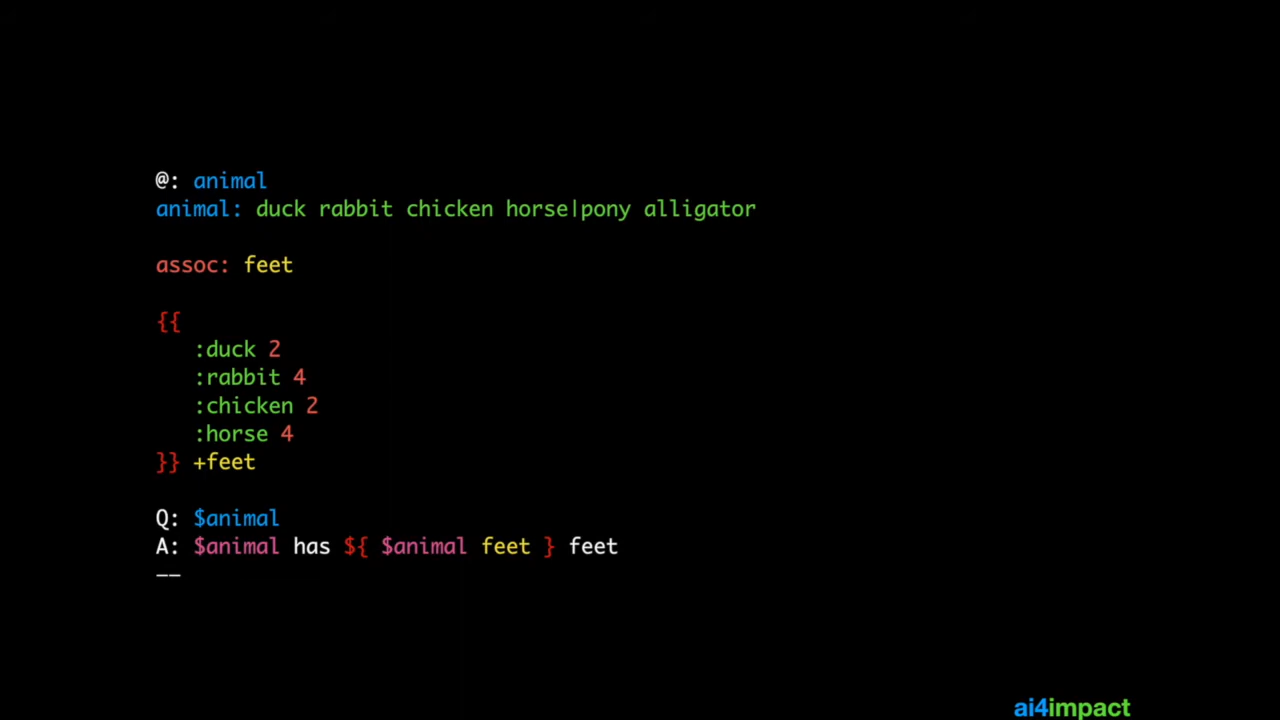 @: animal
animal: duck rabbit chicken horse|pony alligator
assoc: feet
{{
:duck 2
:rabbit 4
:chicken 2
:horse 4
}} +feet
Q: $animal
A: $animal has ${ $animal feet } feet
--
ai4impact